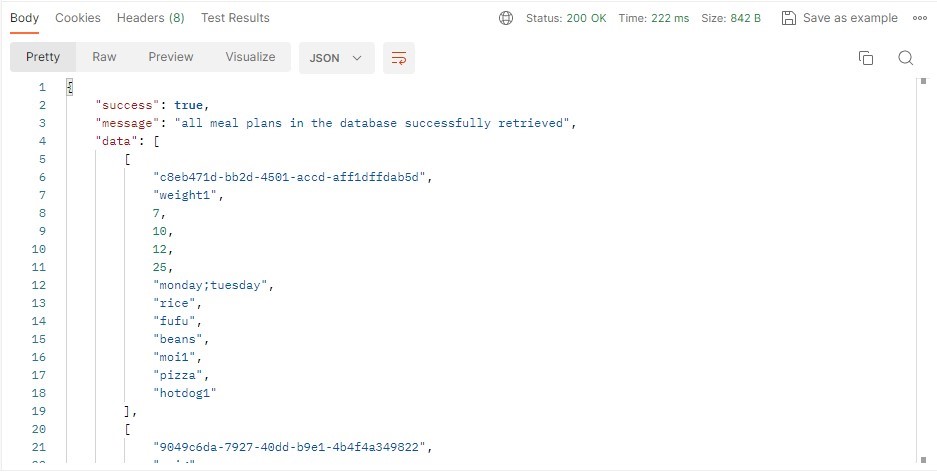 Body Cookies Headers (8) Test Results Status: 200 OK Time: 222 ms Size: 842 B Save as example
Pretty Raw Preview Visualize JSON
1 {
2 "success": true,
3 "message": "all meal plans in the database successfully retrieved",
4 "data": [
5 [
6 "c8eb471d-bb2d-4501-accd-aff1dffdab5d",
7 "weight1",
8 7,
9 10,
10 12,
11 25,
12 "monday;tuesday",
13 "rice",
14 "fufu",
15 "beans",
16 "moi1",
17 "pizza",
18 "hotdog1"
19 ],
20 [
21 "9049c6da-7927-40dd-b9e1-4b4f4a349822",